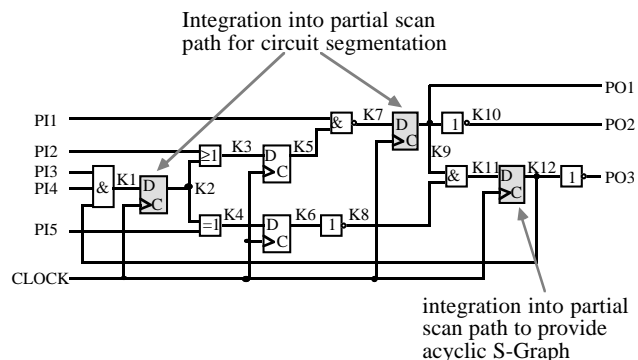 Integration into partial scan
path for circuit segmentation
PO1
PI1
&
K7
D
C
1
K10
PO2
K9
PI2
≥1
K3
D
C
K5
PI3
PI4
&
K1
D
C
K2
&
K11
D
C
K12
1
PO3
PI5
=1
K4
D
C
K6
1
K8
CLOCK
integration into partial
scan path to provide
acyclic S-Graph